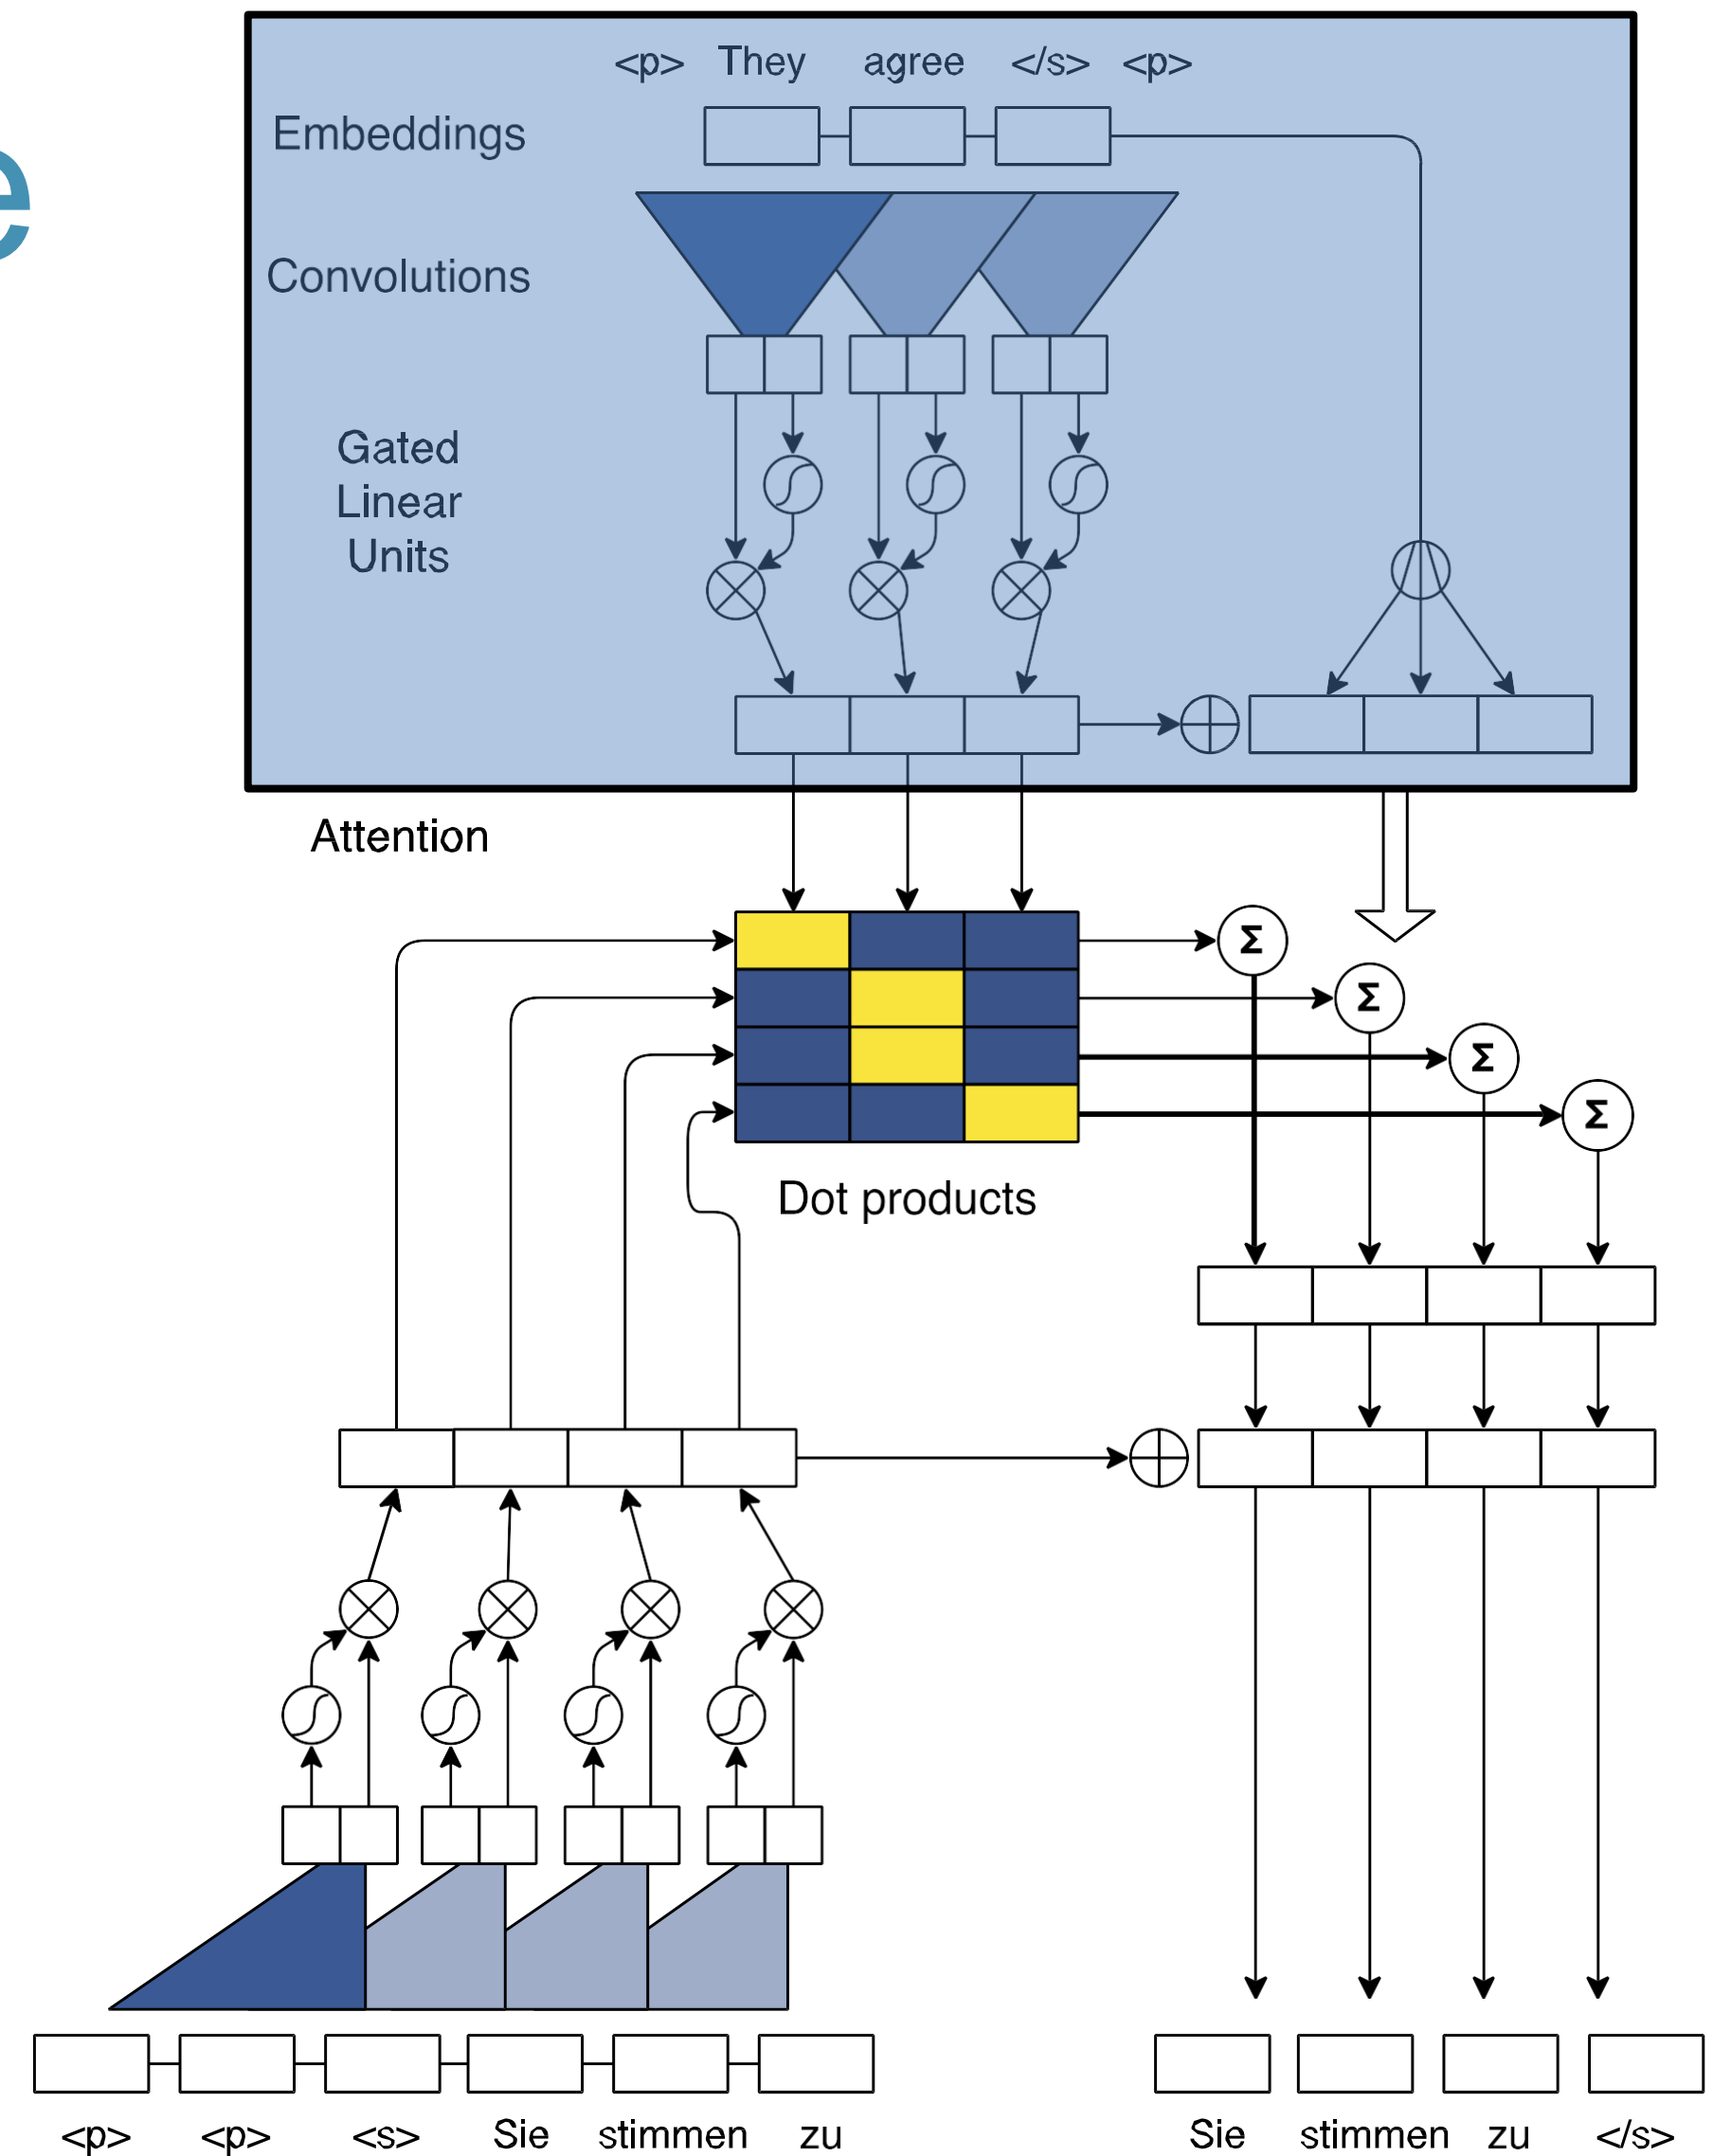 <p> They agree </s> <p>
Embeddings
e
Convolutions
Gated
Linear
Units
Attention
Σ
Σ
Σ
Σ
Dot products
<p> <p> <s> Sie stimmen zu
Sie stimmen zu </s>